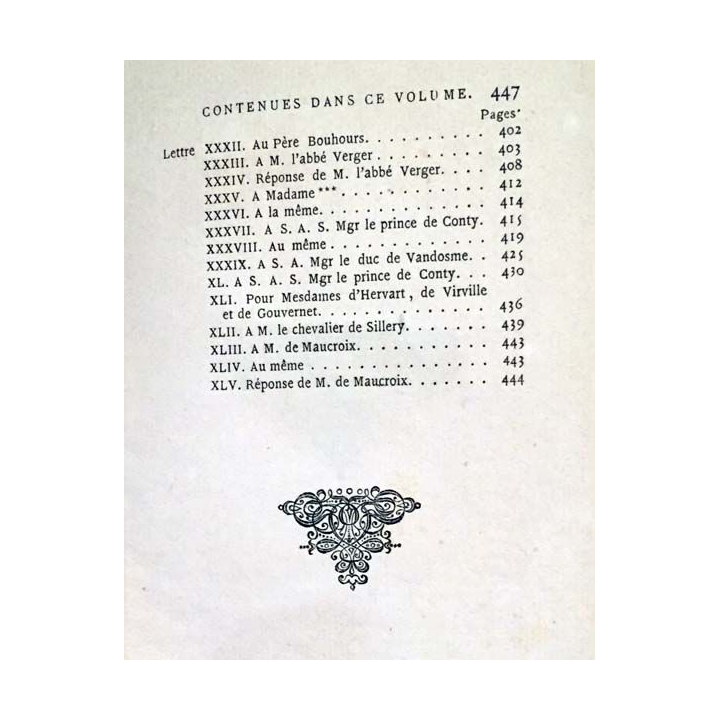 CONTENUES DANS CE VOLUME. 447
Pages.
Lettre XXXII. Au Père Bouhours. . . . . . . . . . 402
XXXIII. A M. l'abbé Verger . . . . . . . . . 403
XXXIV. Réponse de M. l'abbé Verger. . . . . 408
XXXV. A Madame *** . . . . . . . . . . . . 412
XXXVI. A la même. . . . . . . . . . . . . . 414
XXXVII. A S. A. S. Mgr le prince de Conty. 415
XXXVIII. Au même . . . . . . . . . . . . . 419
XXXIX. A S. A. Mgr le duc de Vandosme. . 425
XL. A S. A. S. Mgr le prince de Conty. . . 430
XLI. Pour Mesdames d'Hervart, de Virville
et de Gouvernet. . . . . . . . . . . . . . 436
XLII. A M. le chevalier de Sillery. . . . . . . 439
XLIII. A M. de Maucroix. . . . . . . . . . . 443
XLIV. Au même . . . . . . . . . . . . . . . 443
XLV. Réponse de M. de Maucroix. . . . . . . 444